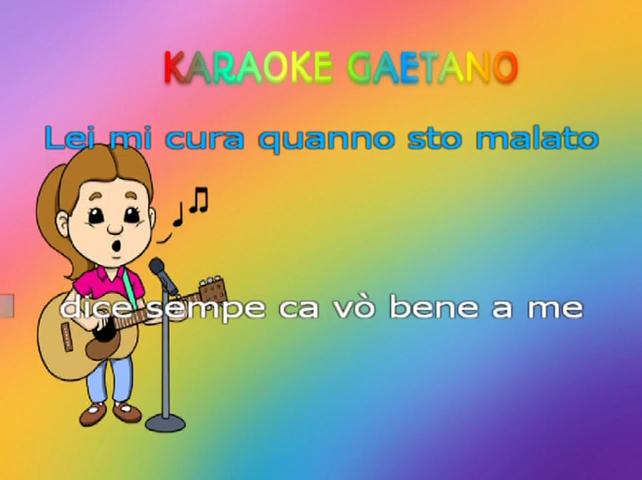 KARAOKE GAETANO
Lei mi cura quanno sto malato
dice sempe ca vò bene a me